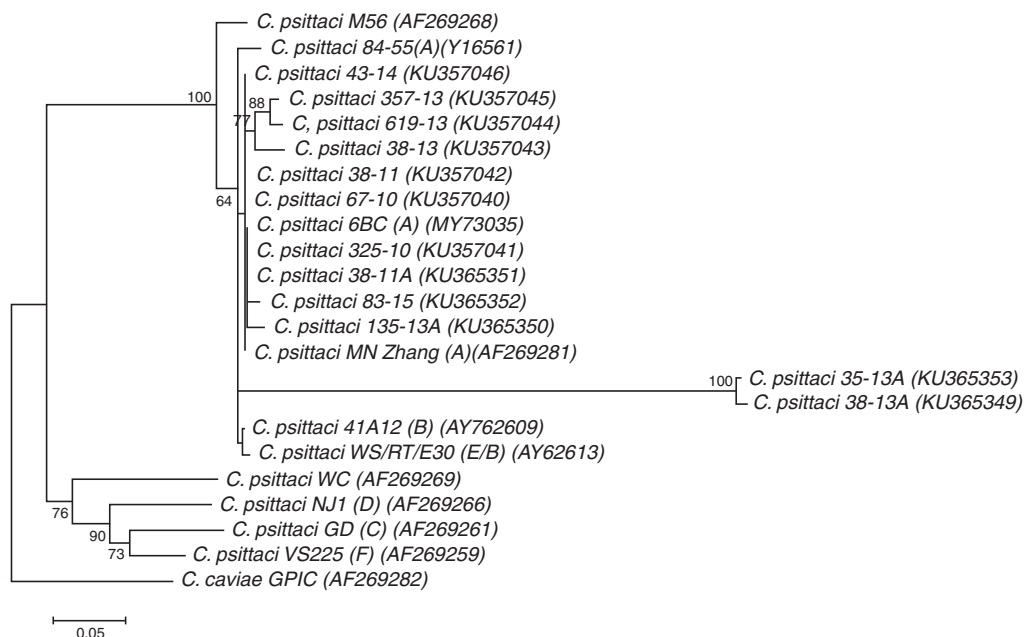 C. psittaci M56 (AF269268)
C. psittaci 84-55(A)(Y16561)
C. psittaci 43-14 (KU357046)
100
88
C. psittaci 357-13 (KU357045)
77
C, psittaci 619-13 (KU357044)
C. psittaci 38-13 (KU357043)
C. psittaci 38-11 (KU357042)
64
C. psittaci 67-10 (KU357040)
C. psittaci 6BC (A) (MY73035)
C. psittaci 325-10 (KU357041)
C. psittaci 38-11A (KU365351)
C. psittaci 83-15 (KU365352)
C. psittaci 135-13A (KU365350)
C. psittaci MN Zhang (A)(AF269281)
100
C. psittaci 35-13A (KU365353)
C. psittaci 38-13A (KU365349)
C. psittaci 41A12 (B) (AY762609)
C. psittaci WS/RT/E30 (E/B) (AY62613)
C. psittaci WC (AF269269)
76
C. psittaci NJ1 (D) (AF269266)
90
C. psittaci GD (C) (AF269261)
73
C. psittaci VS225 (F) (AF269259)
C. caviae GPIC (AF269282)
0.05